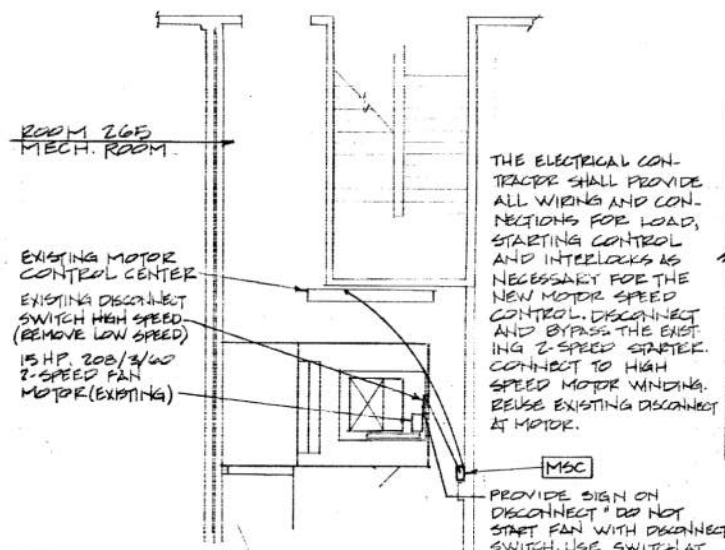 ROOM 265
MECH. ROOM
EXISTING MOTOR
CONTROL CENTER
EXISTING DISCONNECT
SWITCH HIGH SPEED
(REMOVE LOW SPEED)
15 HP. 208/3/60
2-SPEED FAN
MOTOR (EXISTING)
THE ELECTRICAL CON-
TRACTOR SHALL PROVIDE
ALL WIRING AND CON-
NECTIONS FOR LOAD,
STARTING CONTROL
AND INTERLOCKS AS
NECESSARY FOR THE
NEW MOTOR SPEED
CONTROL. DISCONNECT
AND BYPASS THE EXIST-
ING 2-SPEED STARTER.
CONNECT TO HIGH
SPEED MOTOR WINDING.
REUSE EXISTING DISCONNECT
AT MOTOR.
MSC
PROVIDE SIGN ON
DISCONNECT "DO NOT
START FAN WITH DISCONNECT
SWITCH. USE SWITCH AT